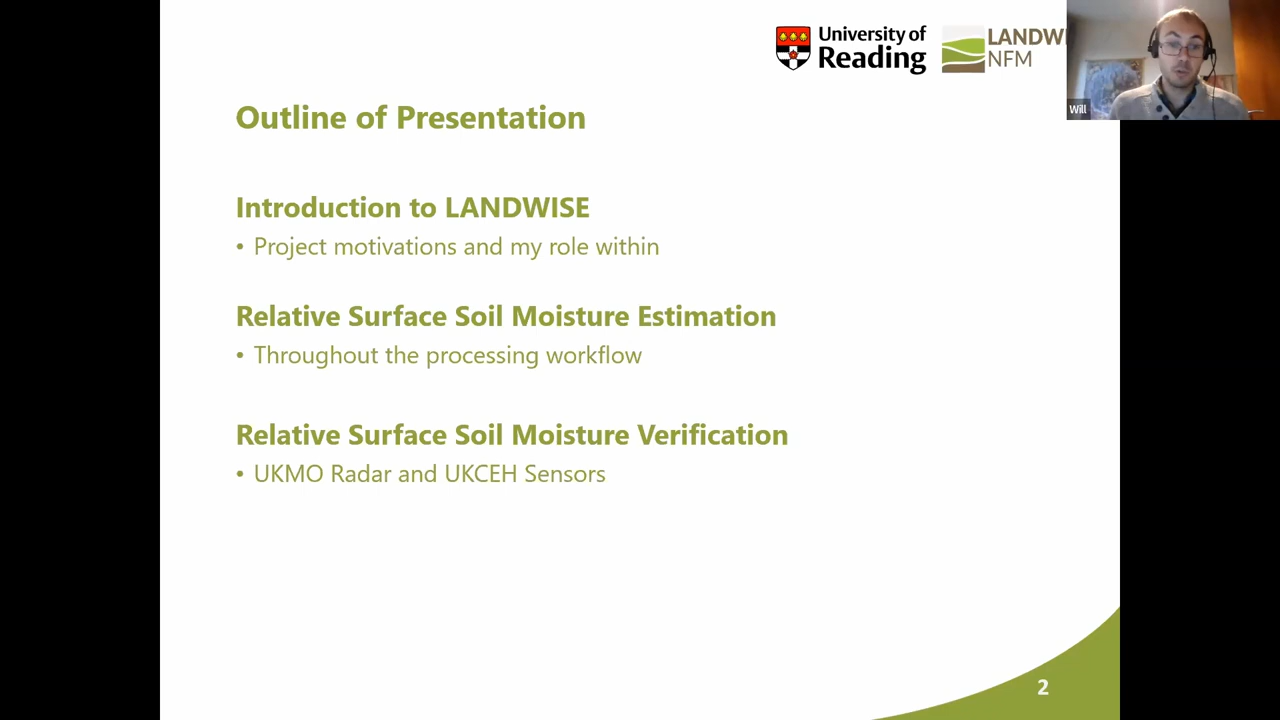 University of
Reading
LANDWI
NFM
Will
Outline of Presentation
Introduction to LANDWISE
• Project motivations and my role within
Relative Surface Soil Moisture Estimation
• Throughout the processing workflow
Relative Surface Soil Moisture Verification
• UKMO Radar and UKCEH Sensors
2